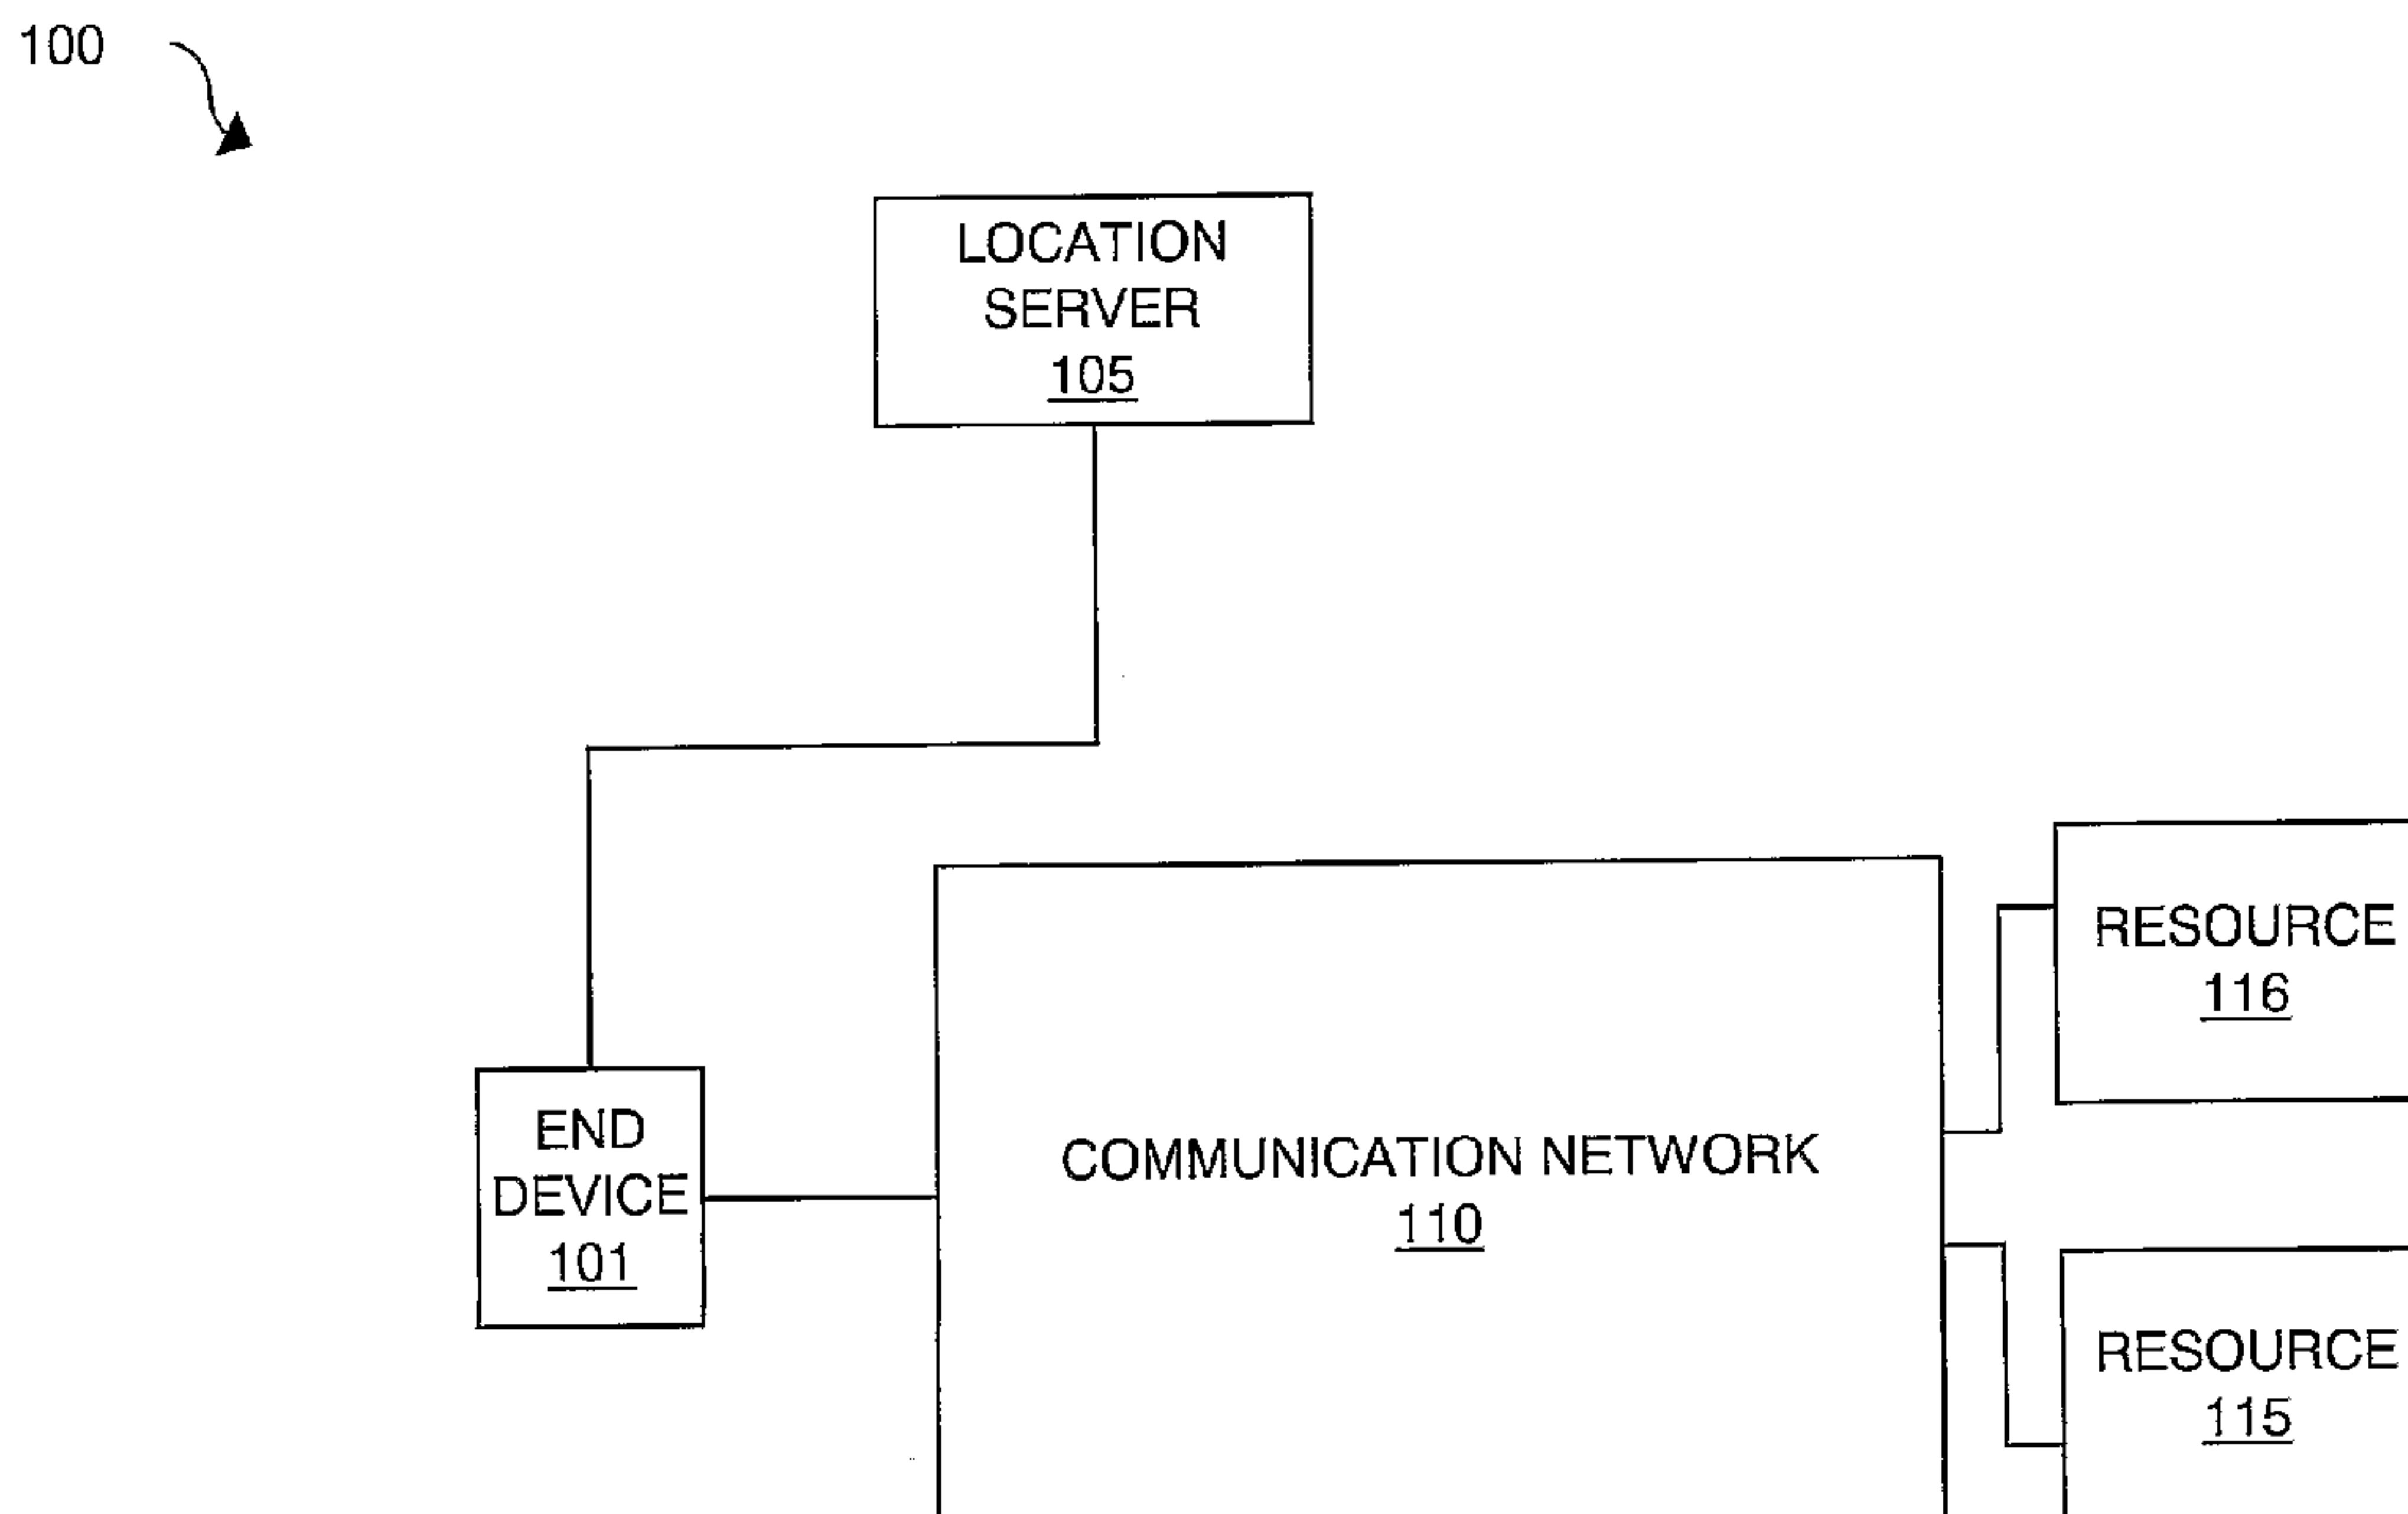 100
LOCATION
SERVER
105
RESOURCE
116
END
DEVICE
101
COMMUNICATION NETWORK
110
RESOURCE
115